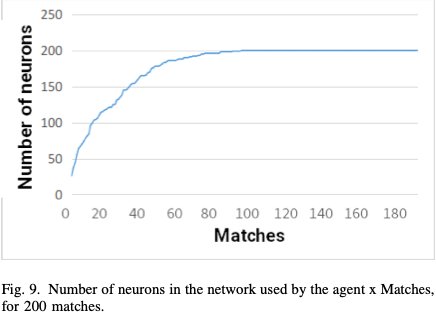 250
200
150
100
50
0
Number of neurons
0 20 40 60 80 100 120 140 160 180
Matches
Fig. 9. Number of neurons in the network used by the agent x Matches,
for 200 matches.